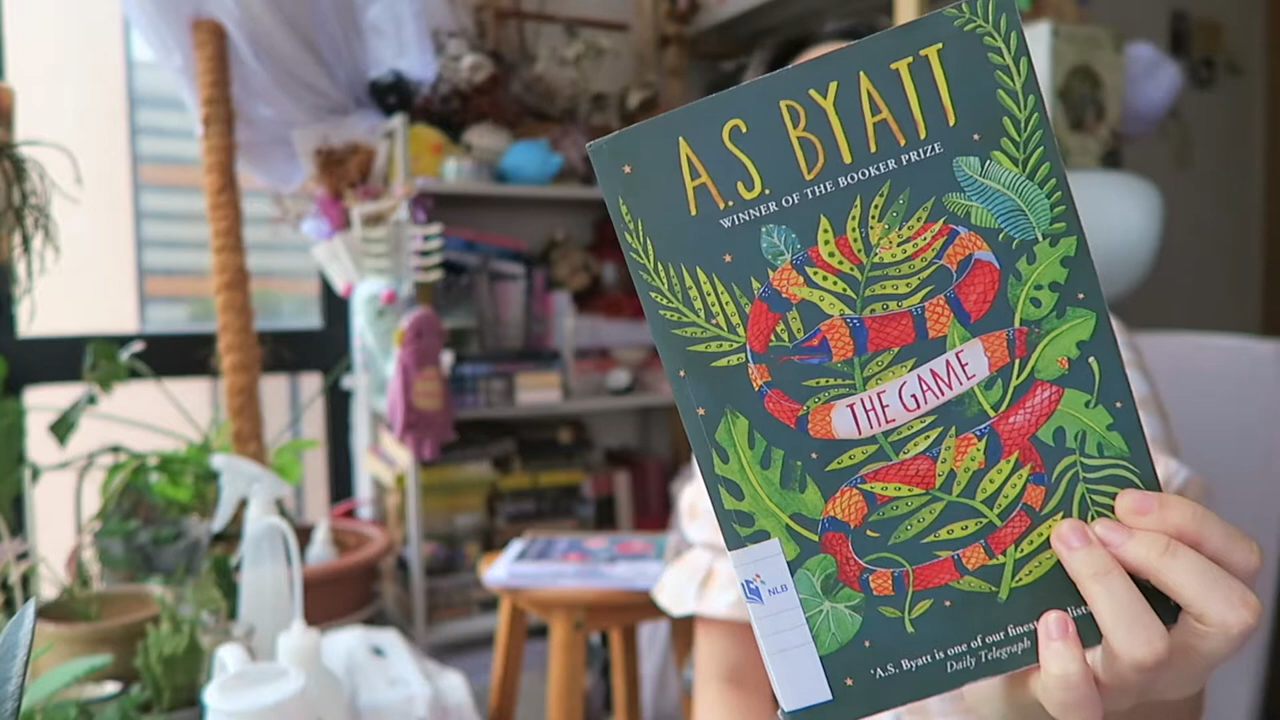 A.S. BYATT
WINNER OF THE BOOKER PRIZE
THE GAME
NLB
'A.S. Byatt is one of our finest
Daily Telegraph